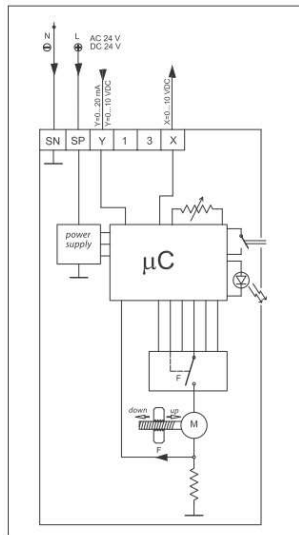 N L AC 24 V
DC 24 V
Y=0...20 mA
Y=0...10 VDC
X=0...10 VDC
SN SP Y 1 3 X
power
supply
µC
F
down up
M
F